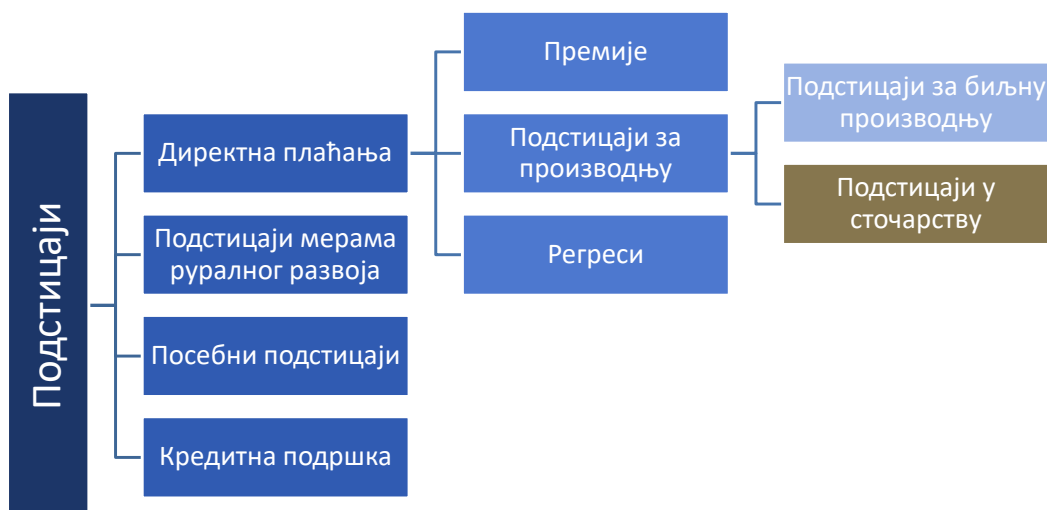 Подстицаји
Директна плаћања
Подстицаји мерама
руралног развоја
Посебни подстицаји
Кредитна подршка
Премије
Подстицаји за
производњу
Регреси
Подстицаји за биљну
производњу
Подстицаји у
сточарству